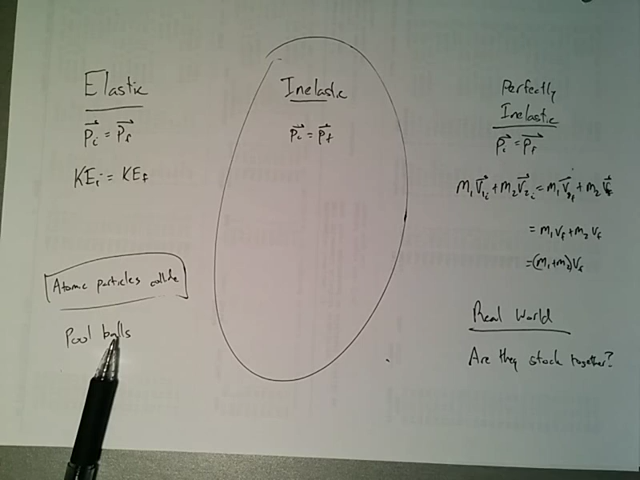 Elastic
P⃗i = P⃗f
KEi = KEf
Atomic particles collide
Pool balls
Inelastic
P⃗i = P⃗f
Perfectly
Inelastic
P⃗i = P⃗f
m₁V⃗₁i + m₂V⃗₂i = m₁V⃗f + m₂V⃗f
= m₁Vf + m₂Vf
= (m₁+m₂)Vf
Real World
Are they stuck together?